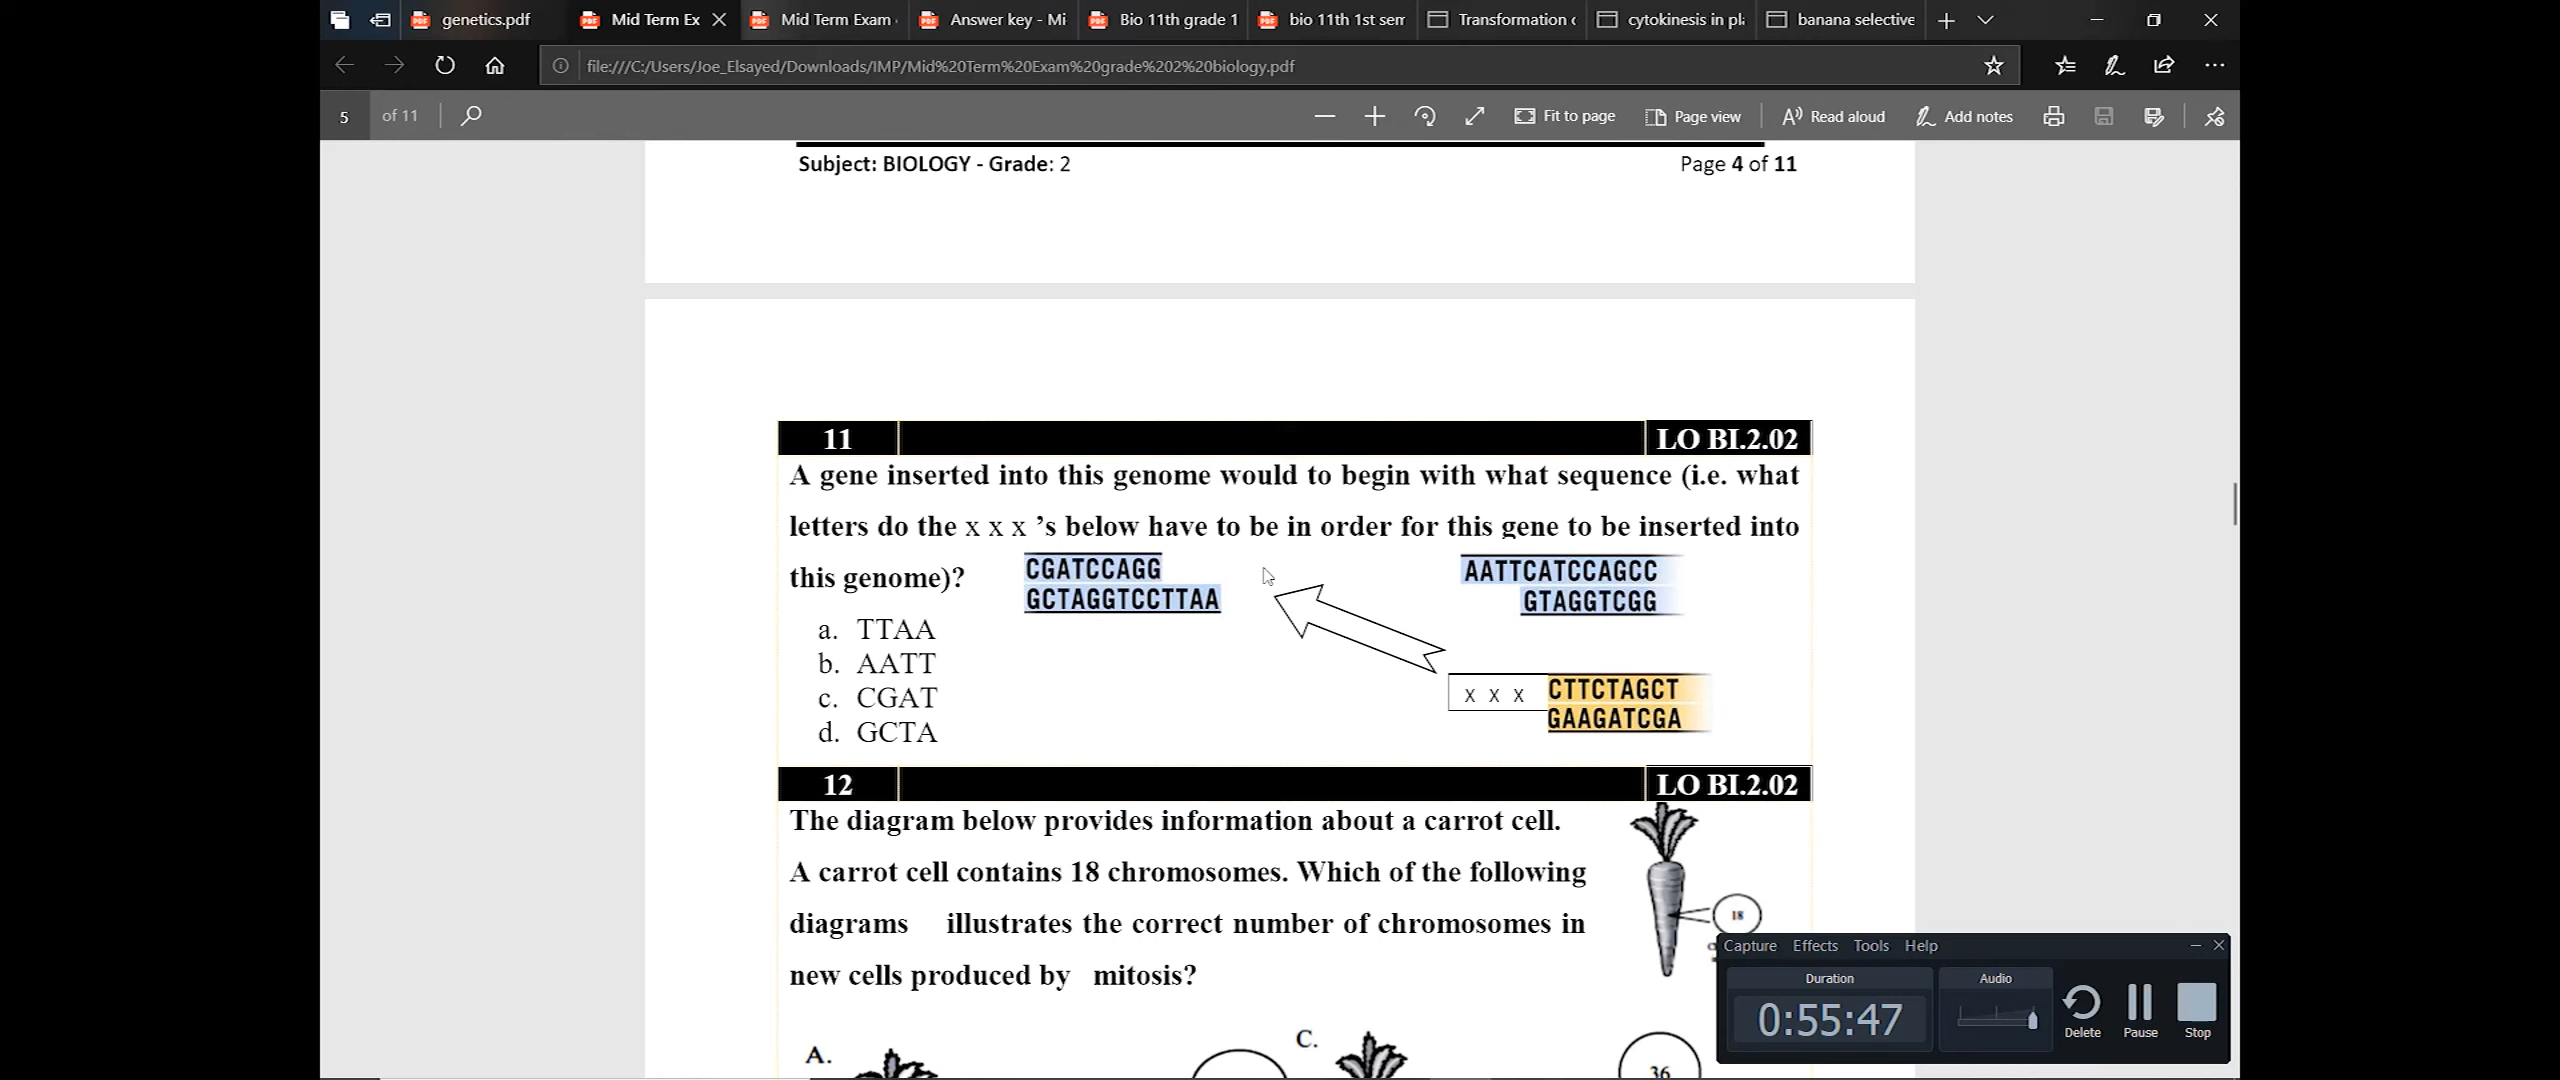 genetics.pdf
Mid Term Ex
Mid Term Exam
Answer key - Mi
Bio 11th grade 1
bio 11th 1st sem
Transformation
cytokinesis in pl
banana selective
file:///C:/Users/Joe_Elsayed/Downloads/IMP/Mid%20Term%20Exam%20grade%202%20biology.pdf
5 of 11
Fit to page
Page view
Read aloud
Add notes
Subject: BIOLOGY - Grade: 2
Page 4 of 11
11
LO BI.2.02
A gene inserted into this genome would to begin with what sequence (i.e. what
letters do the x x x 's below have to be in order for this gene to be inserted into
this genome)?
CGATCCAGG
GCTAGGTCCTTAA
AATTCATCCAGCC
GTAGGTCGG
a. TTAA
b. AATT
c. CGAT
d. GCTA
x x x
CTTCTAGCT
GAAGATCGA
12
LO BI.2.02
The diagram below provides information about a carrot cell.
A carrot cell contains 18 chromosomes. Which of the following
diagrams illustrates the correct number of chromosomes in
new cells produced by mitosis?
18
A.
C.
36
Capture Effects Tools Help
Duration
0:55:47
Audio
Delete
Pause
Stop